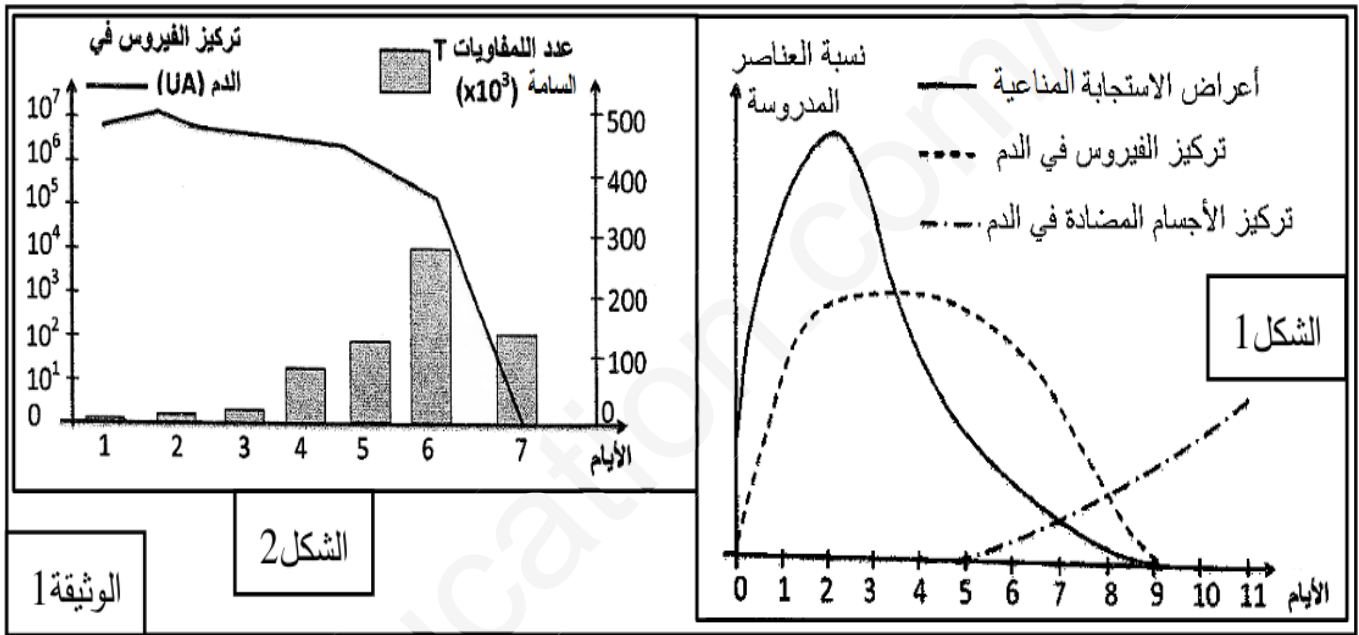 نسبة العناصر
المدروسة
أعراض الاستجابة المناعية
تركيز الفيروس في الدم
تركيز الأجسام المضادة في الدم
الشكل1
0 1 2 3 4 5 6 7 8 9 10 11 الأيام
تركيز الفيروس في
الدم (UA)
عدد اللمفاويات T
السامة (x10³)
10⁷
10⁶
10⁵
10⁴
10³
10²
10¹
0
500
400
300
200
100
0
1 2 3 4 5 6 7 الأيام
الشكل2
الوثيقة1